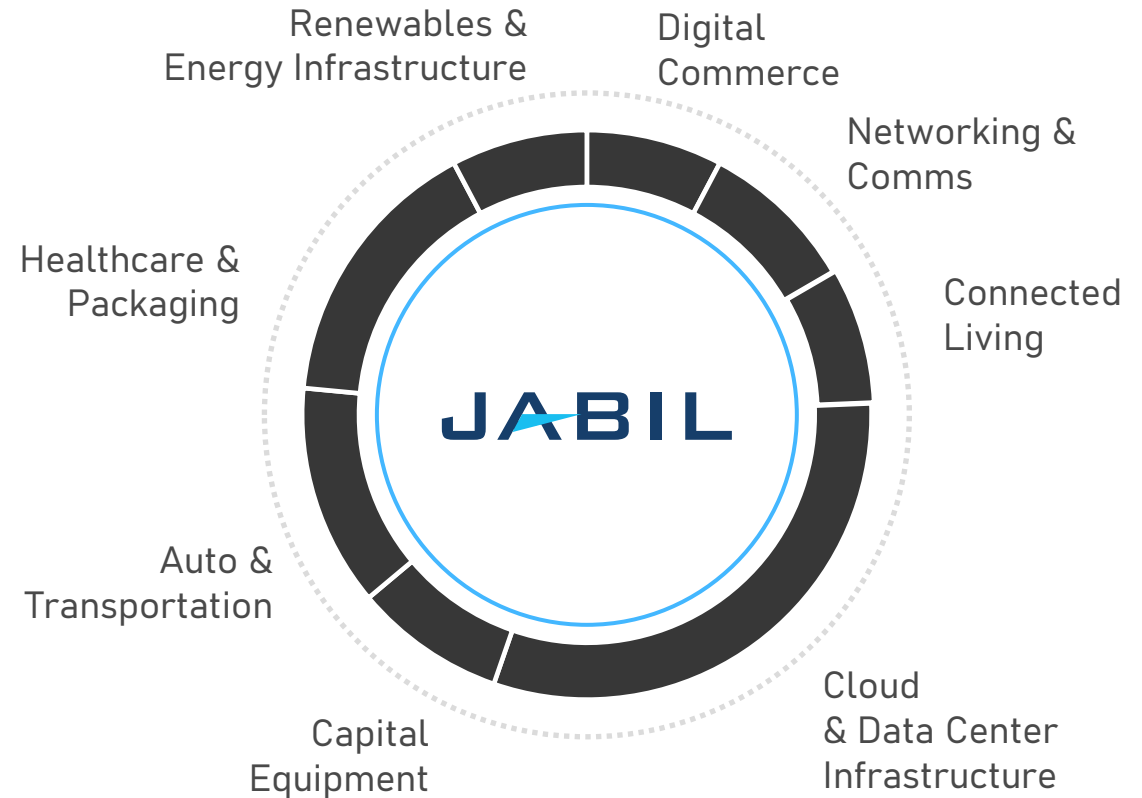 Renewables &
Energy Infrastructure
Digital
Commerce
Networking &
Comms
Connected
Living
Cloud
& Data Center
Infrastructure
Capital
Equipment
Auto &
Transportation
Healthcare &
Packaging
JABIL